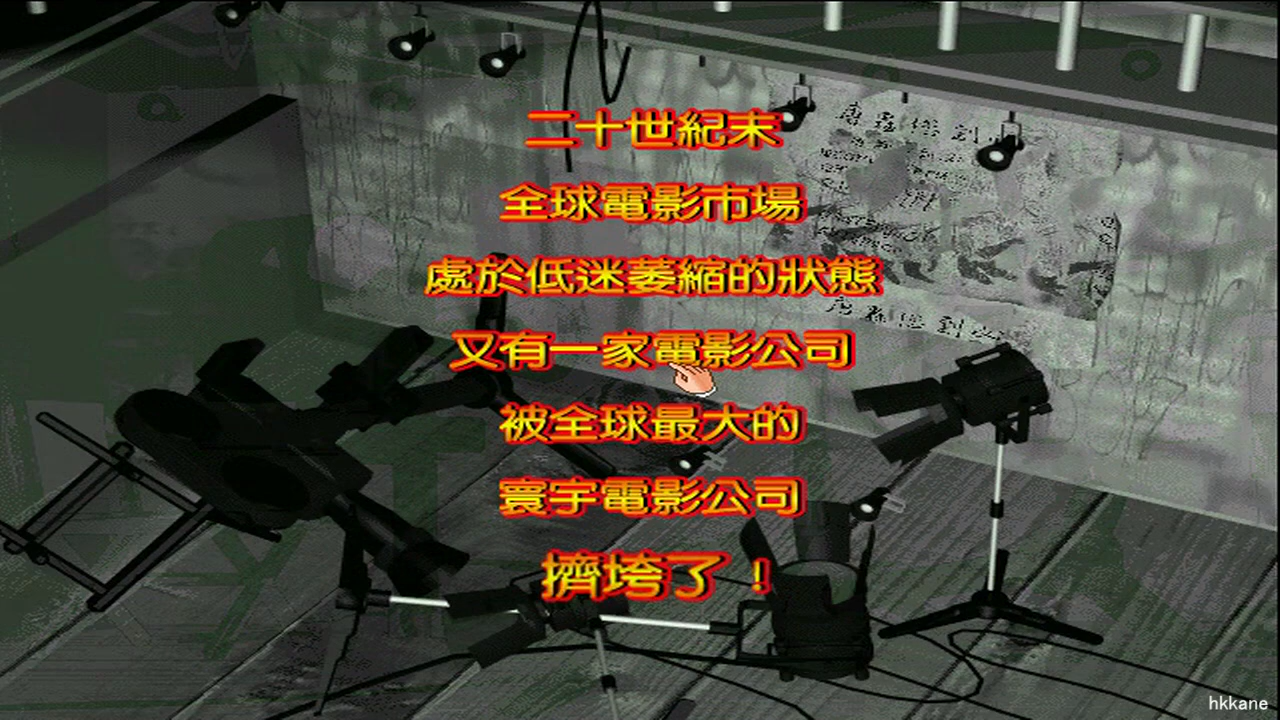 二十世紀末
全球電影市場
處於低迷萎縮的狀態
又有一家電影公司
被全球最大的
寰宇電影公司
擠垮了！
hkkane